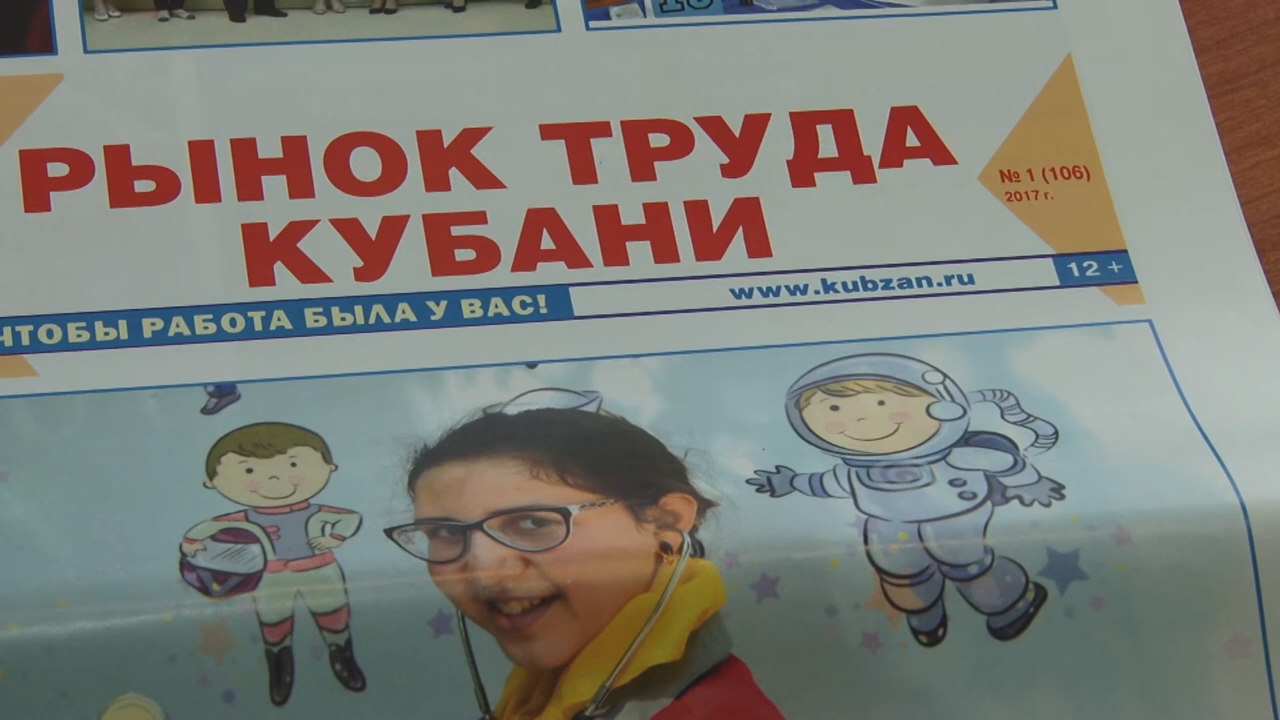 РЫНОК ТРУДА
КУБАНИ
№ 1 (106)
2017 г.
ЧТОБЫ РАБОТА БЫЛА У ВАС!
www.kubzan.ru
12 +